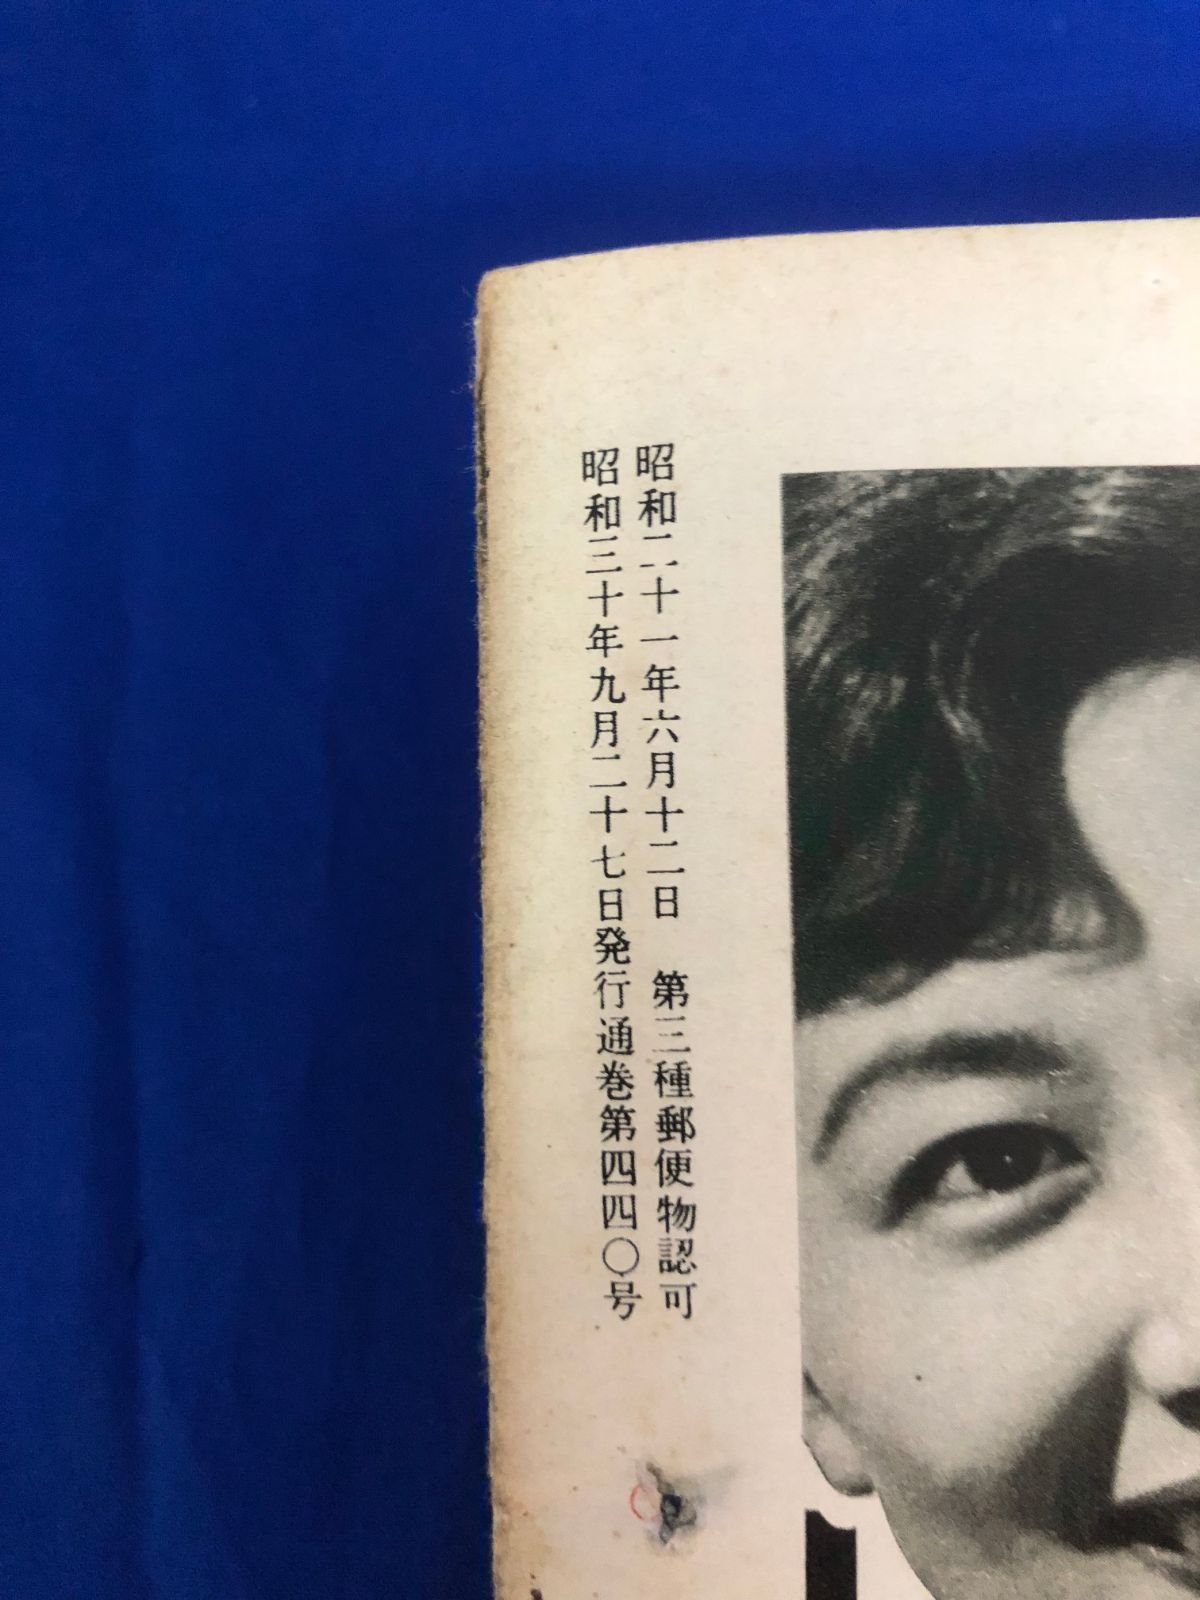 昭和二十一年六月十二日　第三種郵便物認可
昭和三十年九月二十七日発行通巻第四四〇号